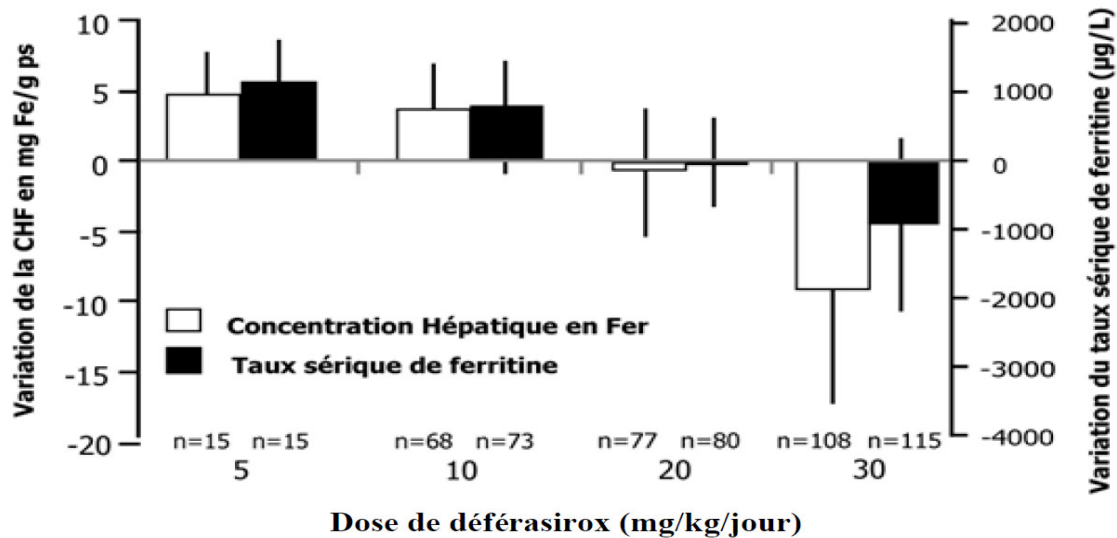 Variation de la CHF en mg Fe/g ps
10
5
0
-5
-10
-15
-20
Concentration Hépatique en Fer
Taux sérique de ferritine
n=15 n=15 n=68 n=73 n=77 n=80 n=108 n=115
5 10 20 30
Dose de déférasirox (mg/kg/jour)
2000
1000
0
-1000
-2000
-3000
-4000
Variation du taux sérique de ferritine (µg/L)